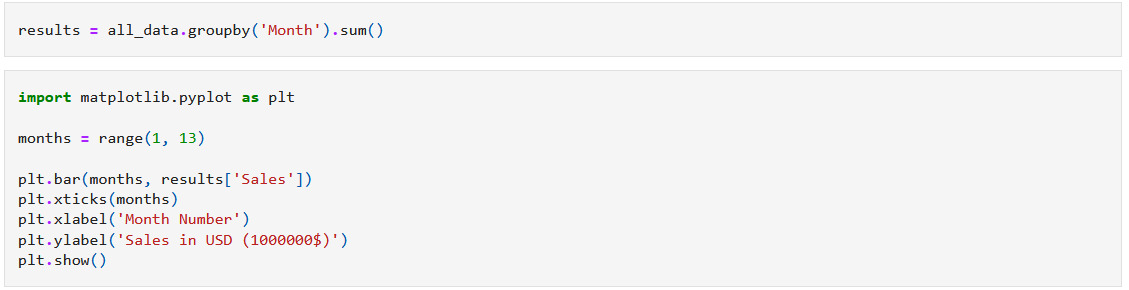 results = all_data.groupby('Month').sum()
import matplotlib.pyplot as plt
months = range(1, 13)
plt.bar(months, results['Sales'])
plt.xticks(months)
plt.xlabel('Month Number')
plt.ylabel('Sales in USD (1000000$)')
plt.show()